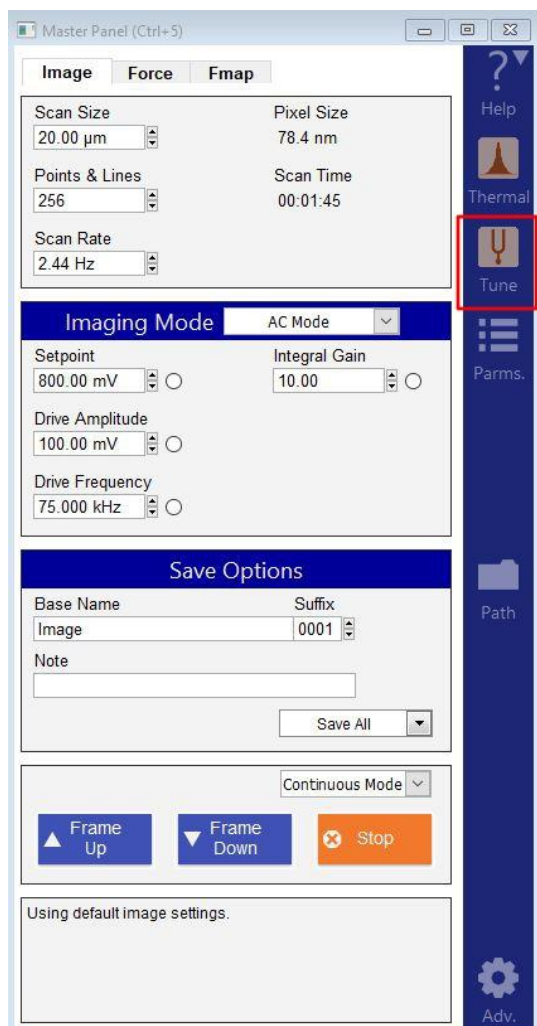 Master Panel (Ctrl+5)
Image Force Fmap
Scan Size
20.00 µm
Pixel Size
78.4 nm
Points & Lines
256
Scan Time
00:01:45
Scan Rate
2.44 Hz
Imaging Mode AC Mode
Setpoint
800.00 mV
Integral Gain
10.00
Drive Amplitude
100.00 mV
Drive Frequency
75.000 kHz
Save Options
Base Name
Image
Suffix
0001
Note
Save All
Continuous Mode
Frame
Up
Frame
Down
Stop
Using default image settings.
?
Help
Thermal
Tune
Parms.
Path
Adv.